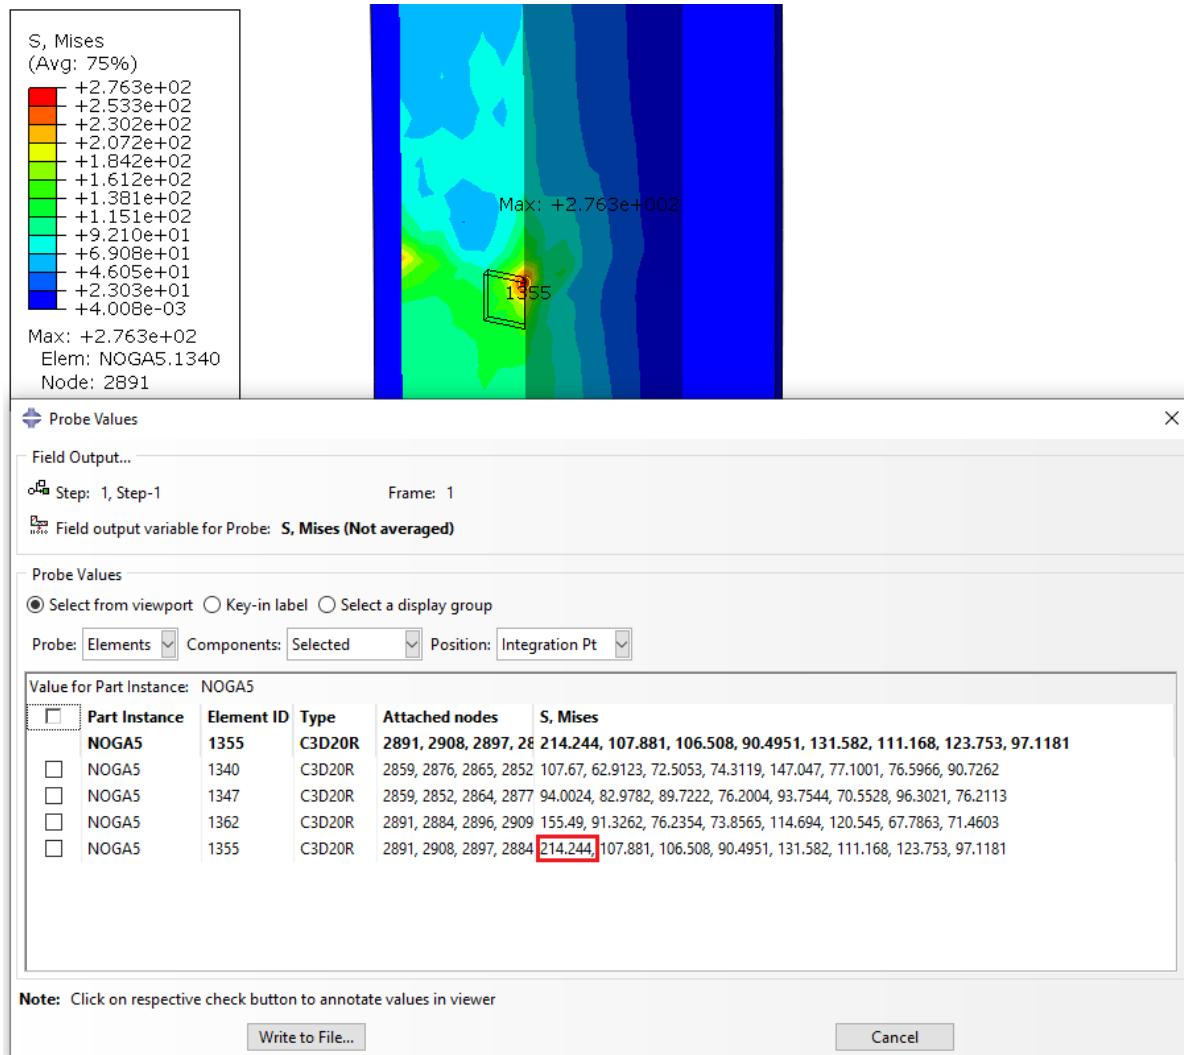 S, Mises
(Avg: 75%)
+2.763e+02
+2.533e+02
+2.302e+02
+2.072e+02
+1.842e+02
+1.612e+02
+1.381e+02
+1.151e+02
+9.210e+01
+6.908e+01
+4.605e+01
+2.303e+01
+4.008e-03
Max: +2.763e+02
Elem: NOGA5.1340
Node: 2891
Max: +2.763e+002
1355
Probe Values
Field Output...
Step: 1, Step-1 Frame: 1
Field output variable for Probe: S, Mises (Not averaged)
Probe Values
Select from viewport Key-in label Select a display group
Probe: Elements Components: Selected Position: Integration Pt
Value for Part Instance: NOGA5
Part Instance Element ID Type Attached nodes S, Mises
NOGA5 1355 C3D20R 2891, 2908, 2897, 28 214.244, 107.881, 106.508, 90.4951, 131.582, 111.168, 123.753, 97.1181
NOGA5 1340 C3D20R 2859, 2876, 2865, 2852 107.67, 62.9123, 72.5053, 74.3119, 147.047, 77.1001, 76.5966, 90.7262
NOGA5 1347 C3D20R 2859, 2852, 2864, 2877 94.0024, 82.9782, 89.7222, 76.2004, 93.7544, 70.5528, 96.3021, 76.2113
NOGA5 1362 C3D20R 2891, 2884, 2896, 2909 155.49, 91.3262, 76.2354, 73.8565, 114.694, 120.545, 67.7863, 71.4603
NOGA5 1355 C3D20R 2891, 2908, 2897, 2884 214.244, 107.881, 106.508, 90.4951, 131.582, 111.168, 123.753, 97.1181
Note: Click on respective check button to annotate values in viewer
Write to File... Cancel